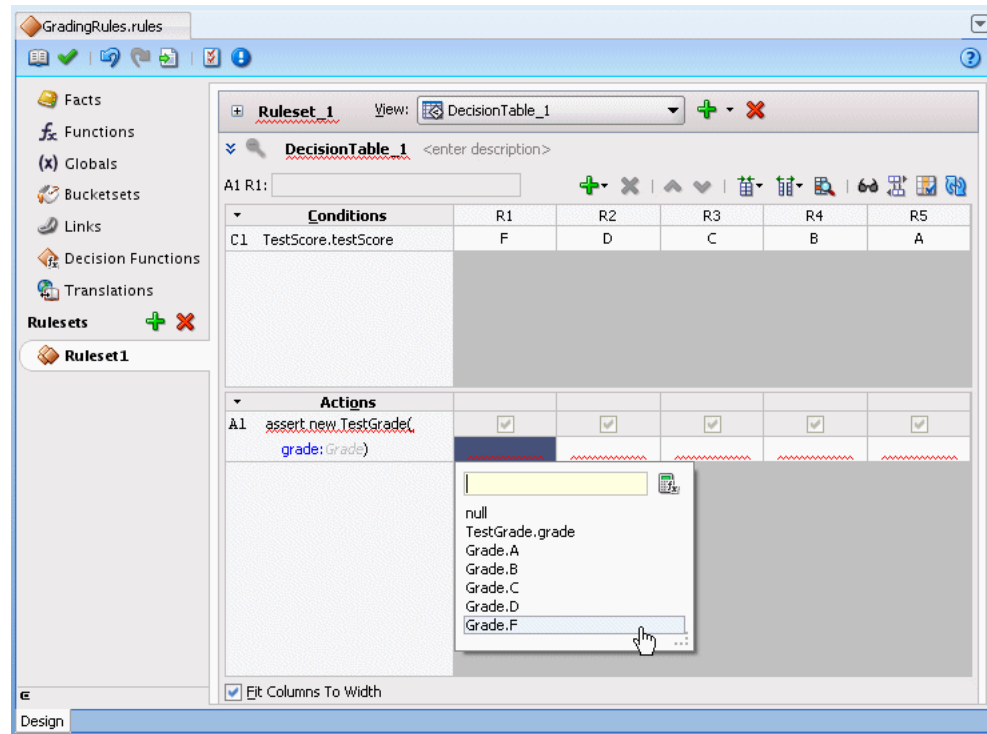 GradingRules.rules
Facts
fx Functions
(x) Globals
Bucketsets
Links
Decision Functions
Translations
Rulesets
Ruleset1
Ruleset_1 View: DecisionTable_1
DecisionTable_1 <enter description>
A1 R1:
Conditions R1 R2 R3 R4 R5
C1 TestScore.testScore F D C B A
Actions
A1 assert new TestGrade(
grade:Grade)
null
TestGrade.grade
Grade.A
Grade.B
Grade.C
Grade.D
Grade.F
Fit Columns To Width
Design